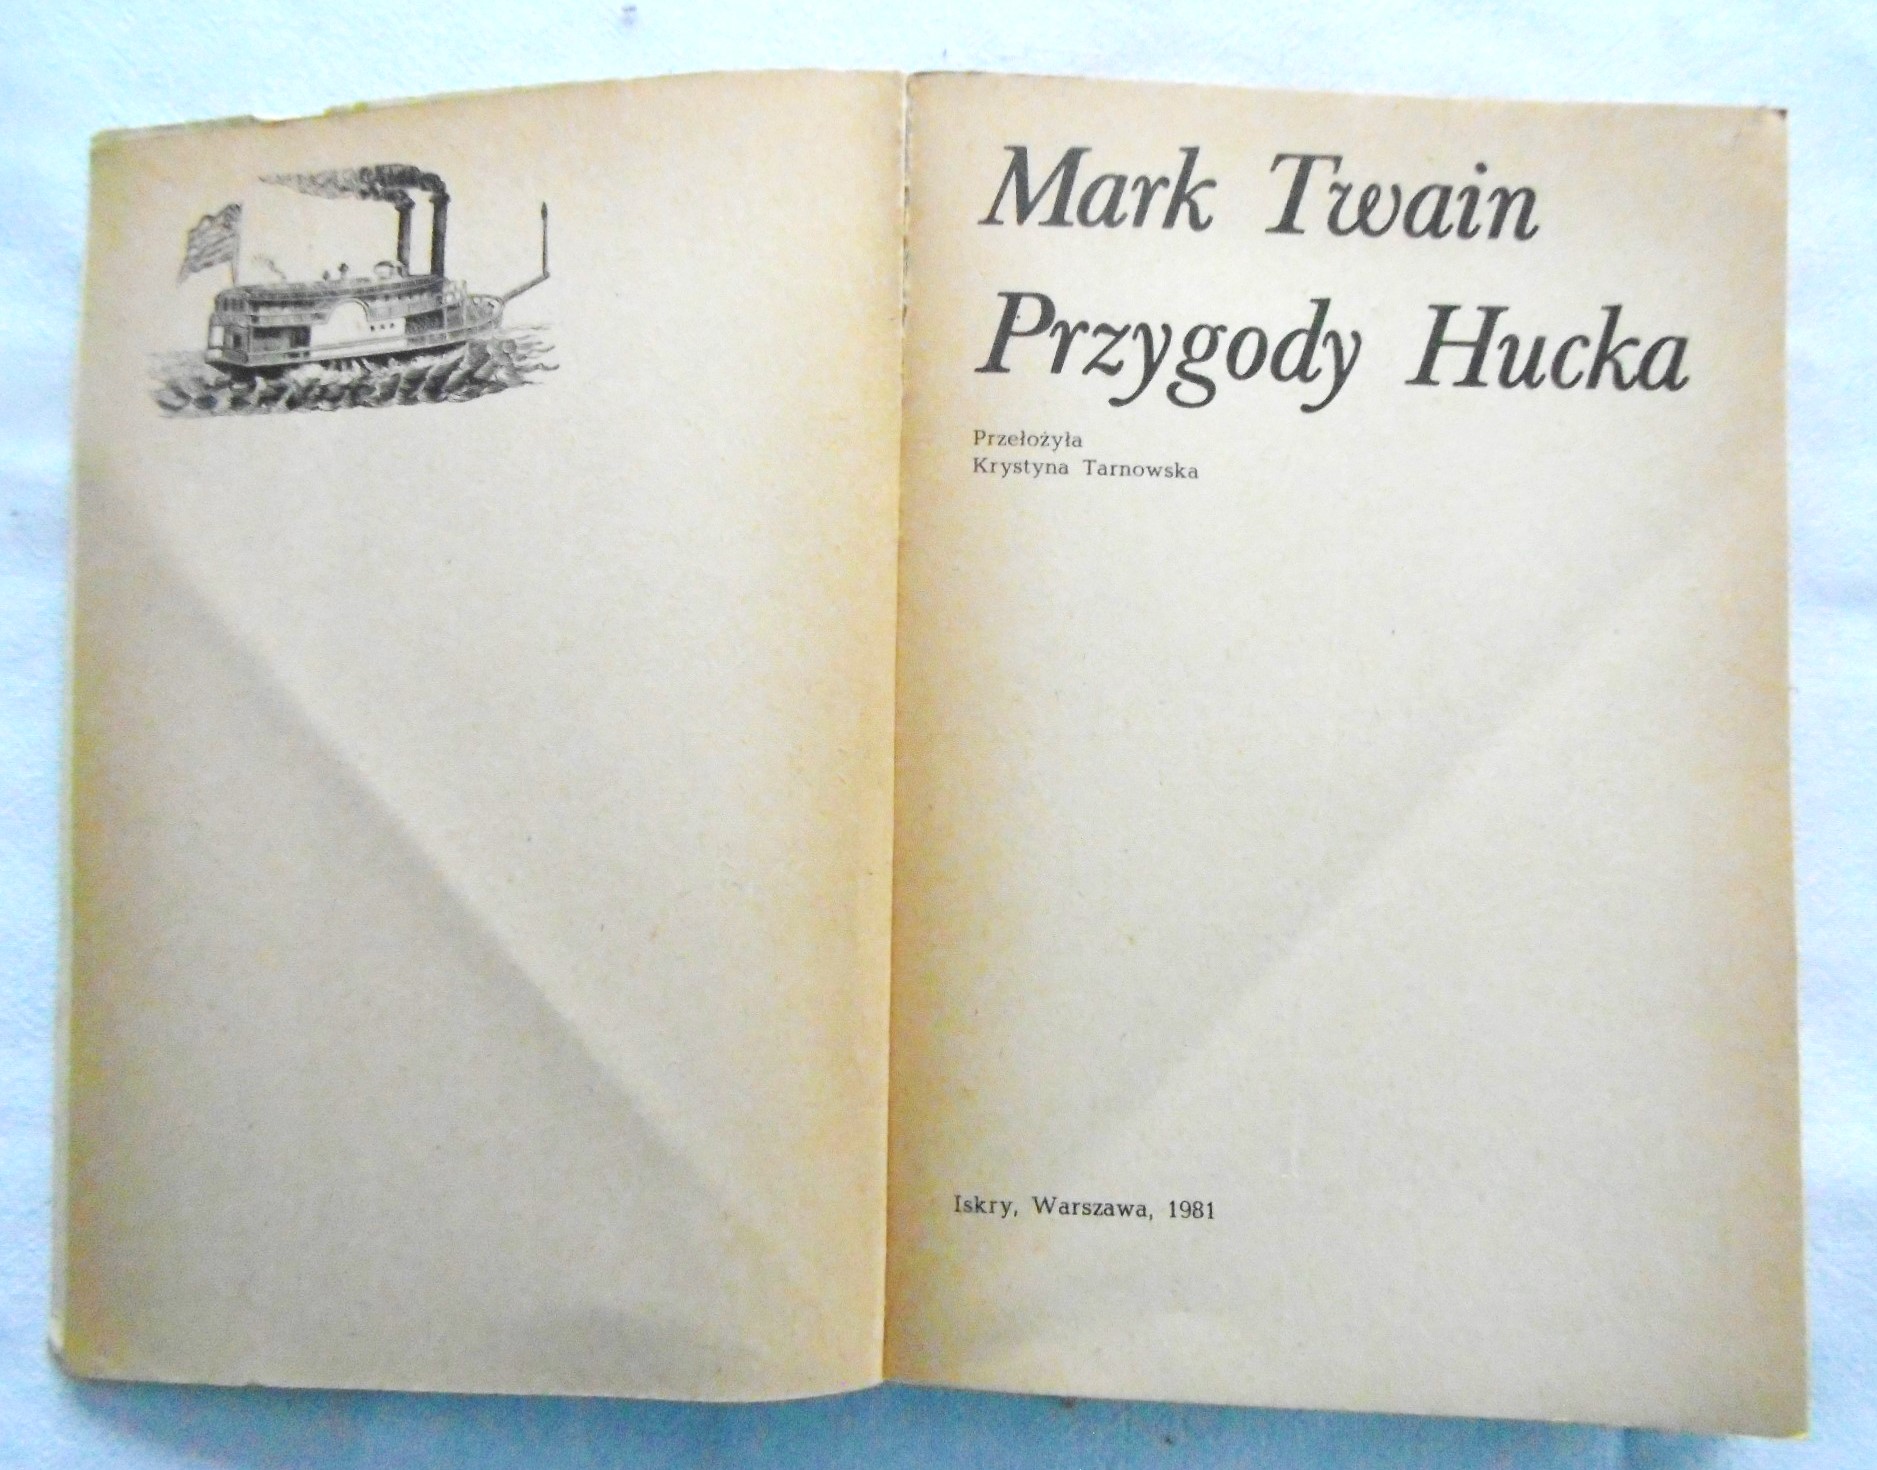 Mark Twain
Przygody Hucka
Przełożyła
Krystyna Tarnowska
Iskry, Warszawa, 1981